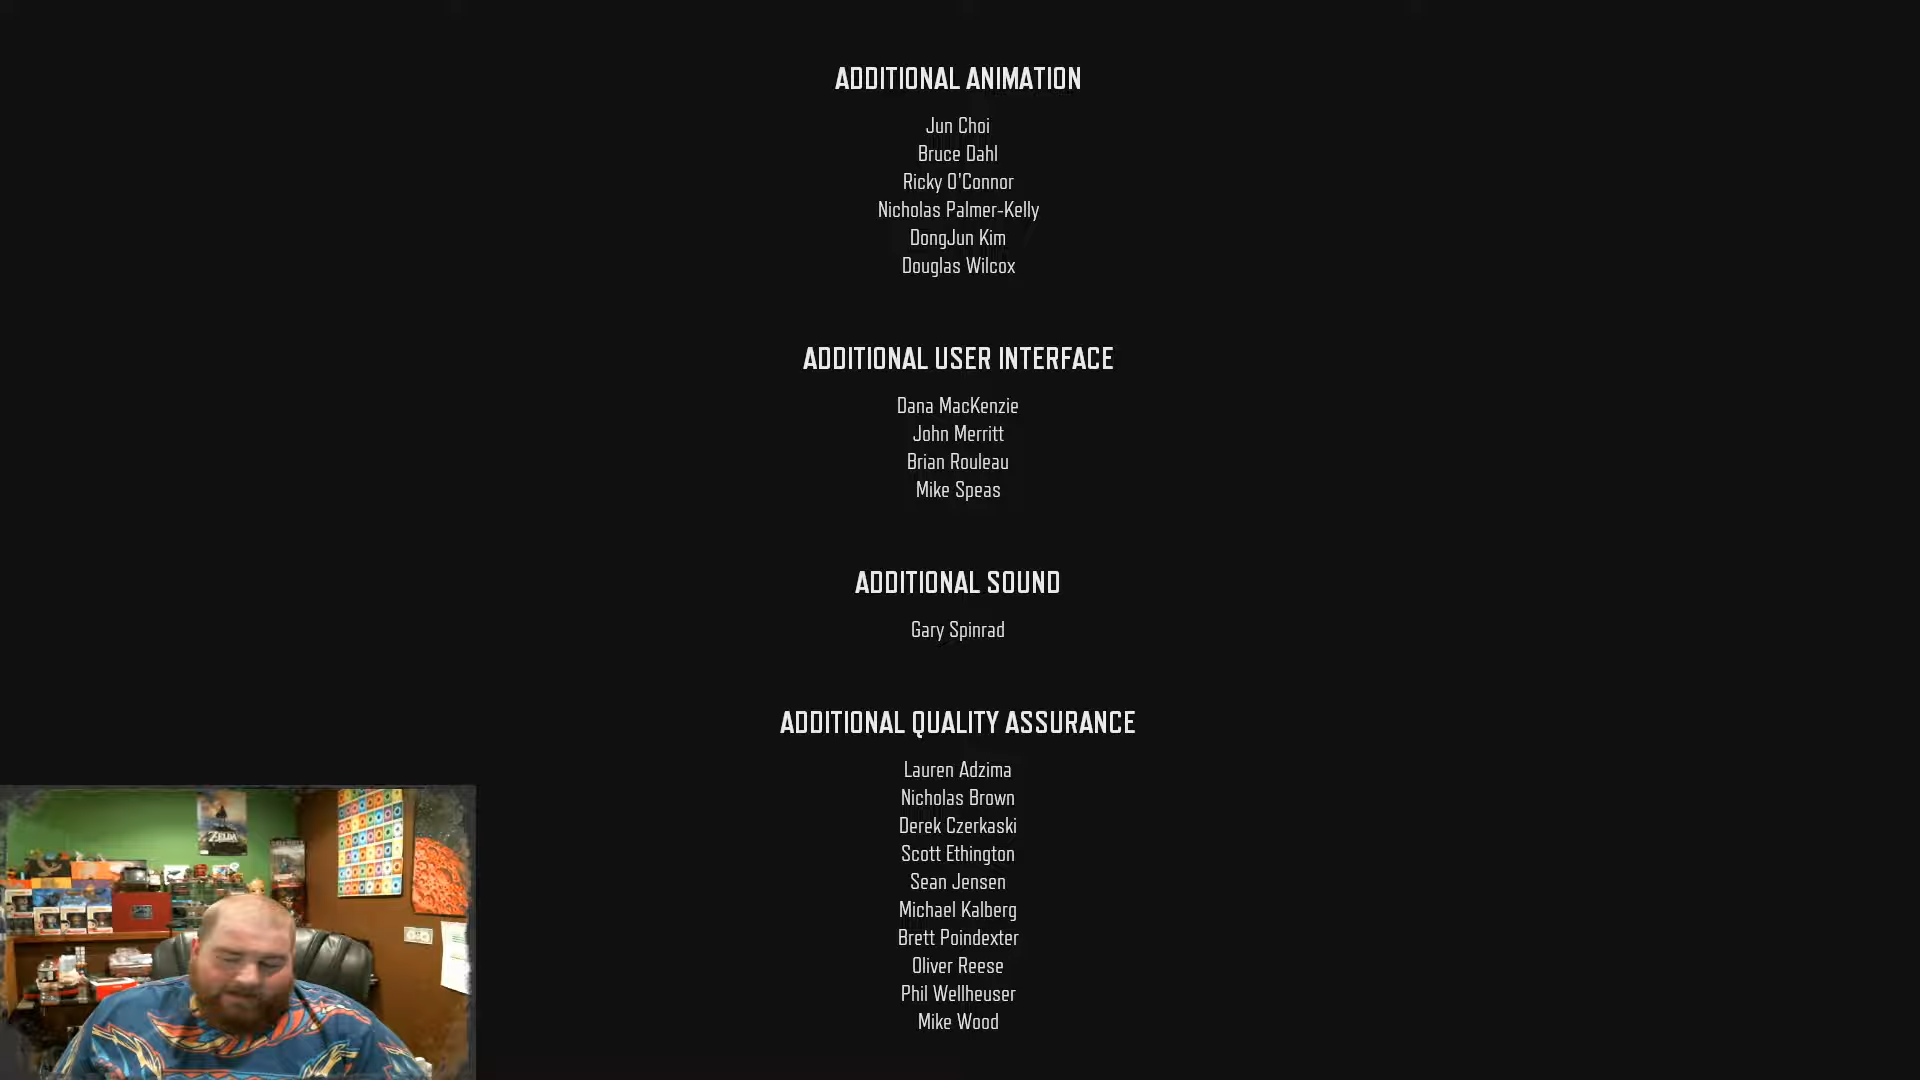 ADDITIONAL ANIMATION
Jun Choi
Bruce Dahl
Ricky O'Connor
Nicholas Palmer-Kelly
DongJun Kim
Douglas Wilcox
ADDITIONAL USER INTERFACE
Dana MacKenzie
John Merritt
Brian Rouleau
Mike Speas
ADDITIONAL SOUND
Gary Spinrad
ADDITIONAL QUALITY ASSURANCE
Lauren Adzima
Nicholas Brown
Derek Czerkaski
Scott Ethington
Sean Jensen
Michael Kalberg
Brett Poindexter
Oliver Reese
Phil Wellheuser
Mike Wood
ZELDA